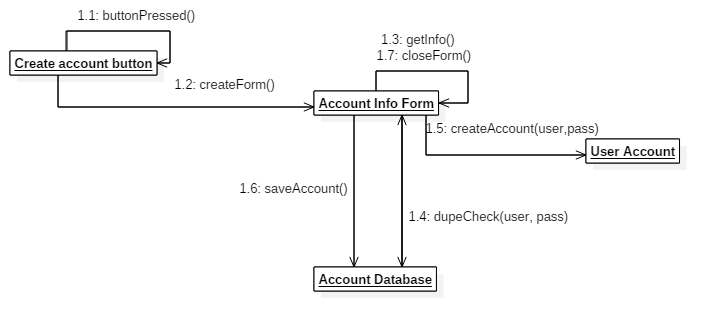 1.1: buttonPressed()
1.3: getInfo()
1.7: closeForm()
Create account button
1.2: createForm()
Account Info Form
1.5: createAccount(user,pass)
User Account
1.6: saveAccount()
1.4: dupeCheck(user, pass)
Account Database